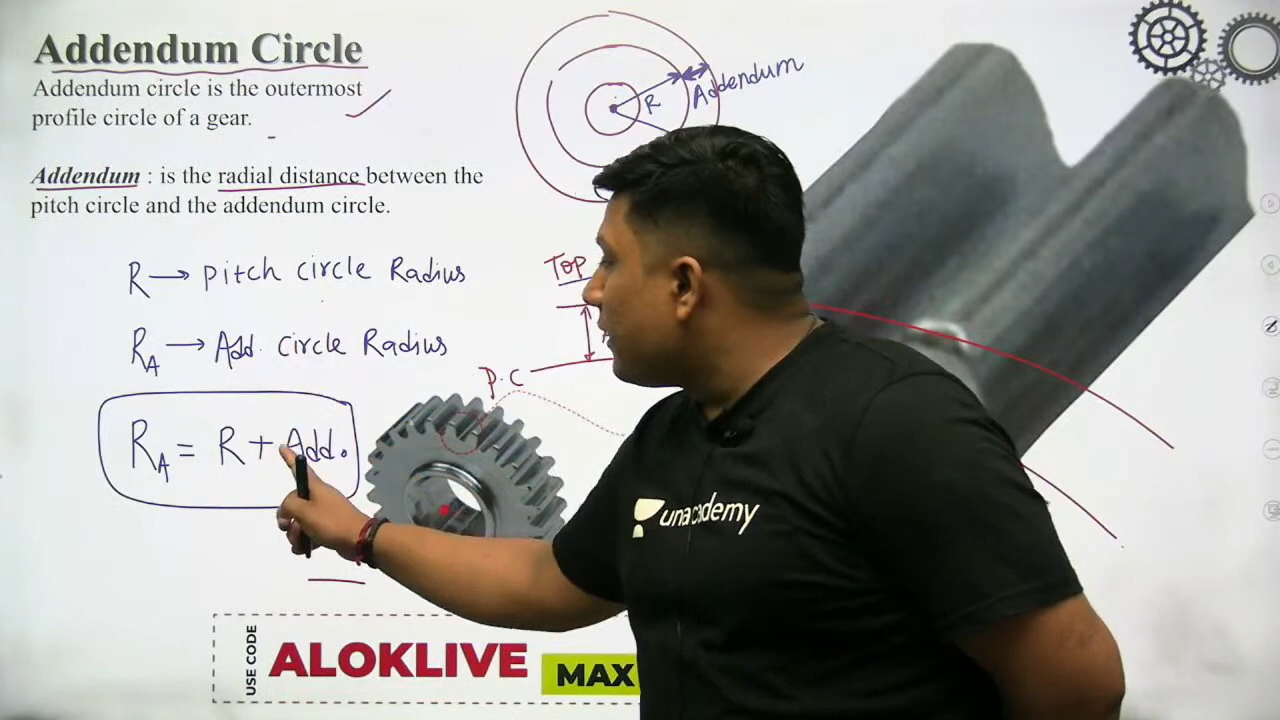 Addendum Circle
Addendum circle is the outermost
profile circle of a gear.
Addendum : is the radial distance between the
pitch circle and the addendum circle.
R
Addendum
R → Pitch circle Radius
RA → Add. circle Radius
RA = R + Add.
Top
P.C
unacademy
USE CODE
ALOKLIVE
MAX